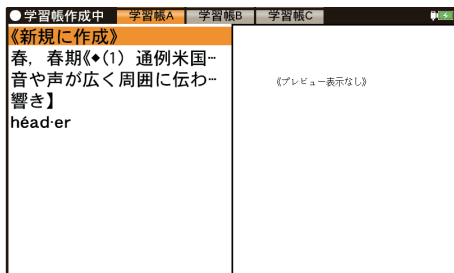 ●学習帳作成中 学習帳A 学習帳B 学習帳C
《新規に作成》
春，春期《◆(1) 通例米国…
音や声が広く周囲に伝わ…
響き】
héad·er
《プレビュー表示なし》